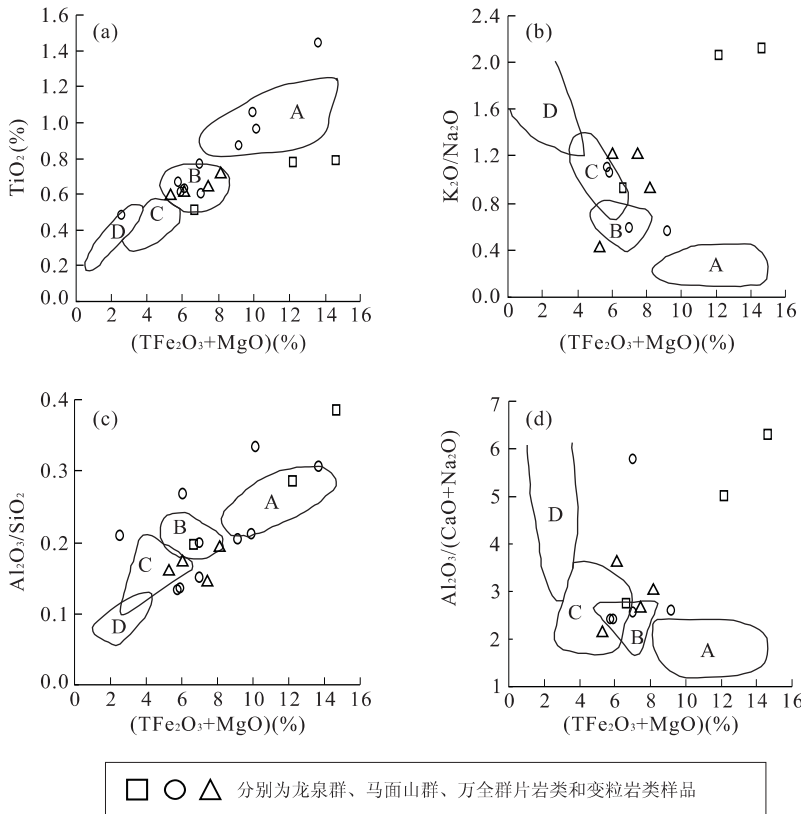 (a)
TiO₂(%)
1.6
1.4
1.2
1.0
0.8
0.6
0.4
0.2
0.0
A
B
C
D
0 2 4 6 8 10 12 14 16
(TFe₂O₃+MgO)(%)
(b)
K₂O/Na₂O
2.4
2.0
1.6
1.2
0.8
0.4
0.0
D
C
B
A
0 2 4 6 8 10 12 14 16
(TFe₂O₃+MgO)(%)
(c)
Al₂O₃/SiO₂
0.4
0.3
0.2
0.1
0.0
A
B
C
D
0 2 4 6 8 10 12 14 16
(TFe₂O₃+MgO)(%)
(d)
Al₂O₃/(CaO+Na₂O)
7
6
5
4
3
2
1
D
C
B
A
0 2 4 6 8 10 12 14 16
(TFe₂O₃+MgO)(%)
分别为龙泉群、马面山群、万全群片岩类和变粒岩类样品